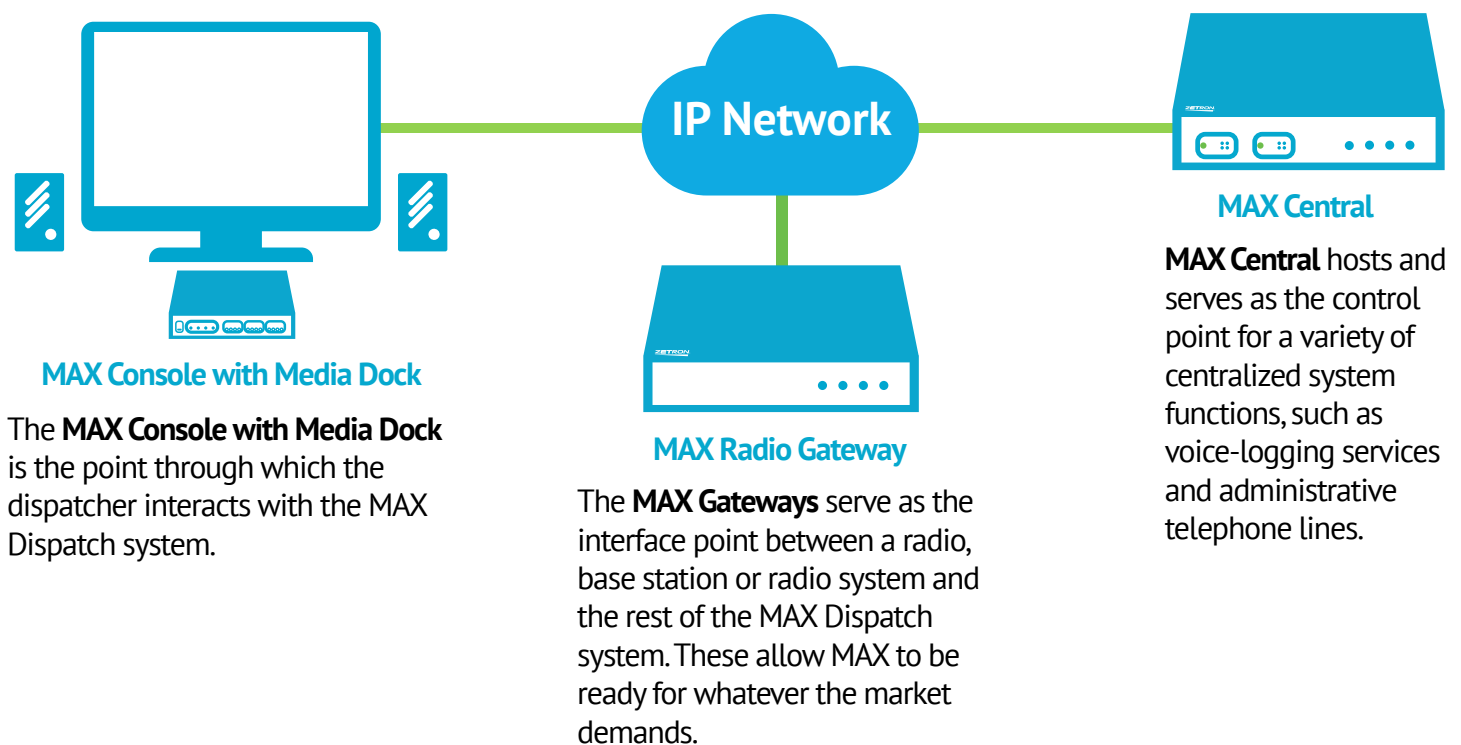 IP Network
ZETRON
MAX Central
MAX Central hosts and
serves as the control
point for a variety of
centralized system
functions, such as
voice-logging services
and administrative
telephone lines.
MAX Console with Media Dock
The MAX Console with Media Dock
is the point through which the
dispatcher interacts with the MAX
Dispatch system.
ZETRON
MAX Radio Gateway
The MAX Gateways serve as the
interface point between a radio,
base station or radio system and
the rest of the MAX Dispatch
system. These allow MAX to be
ready for whatever the market
demands.